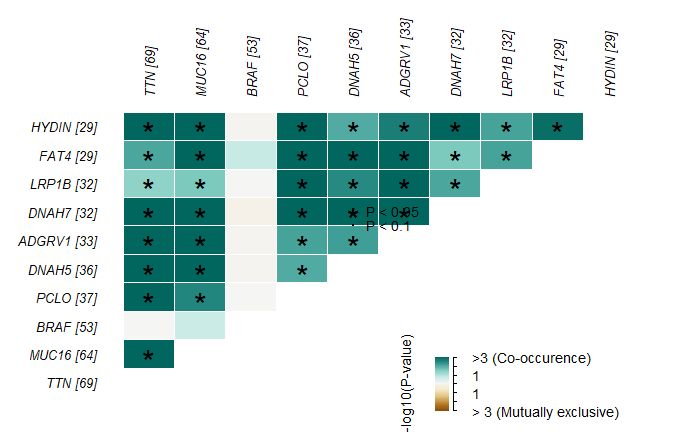 TTN [69]
MUC16 [64]
BRAF [53]
PCLO [37]
DNAH5 [36]
ADGRV1 [33]
DNAH7 [32]
LRP1B [32]
FAT4 [29]
HYDIN [29]
HYDIN [29]
FAT4 [29]
LRP1B [32]
DNAH7 [32]
ADGRV1 [33]
DNAH5 [36]
PCLO [37]
BRAF [53]
MUC16 [64]
TTN [69]
* P < 0.05
· P < 0.1
-log10(P-value)
>3 (Co-occurence)
1
1
> 3 (Mutually exclusive)